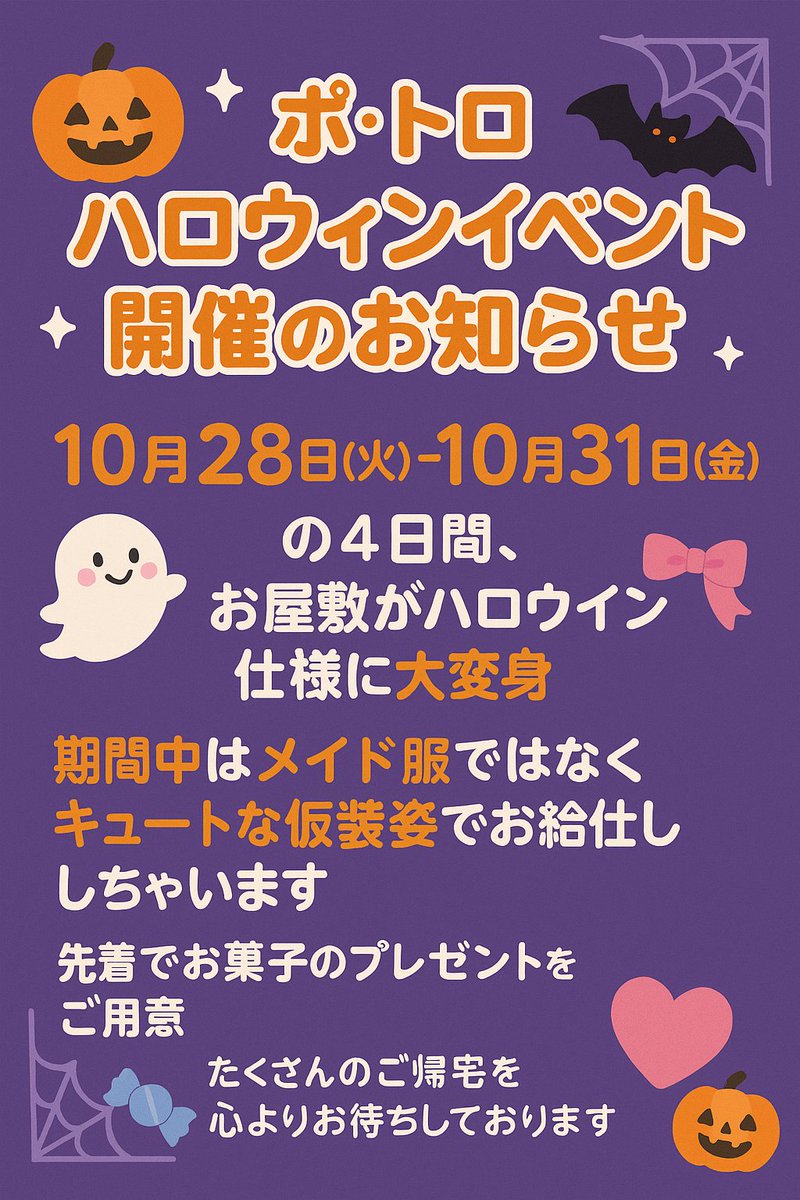 ポ・トロ
ハロウィンイベント
開催のお知らせ
10月28日(火)-10月31日(金)
の4日間、
お屋敷がハロウイン
仕様に大変身
期間中はメイド服ではなく
キュートな仮装姿でお給仕し
しちゃいます
先着でお菓子のプレゼントを
ご用意
たくさんのご帰宅を
心よりお待ちしております